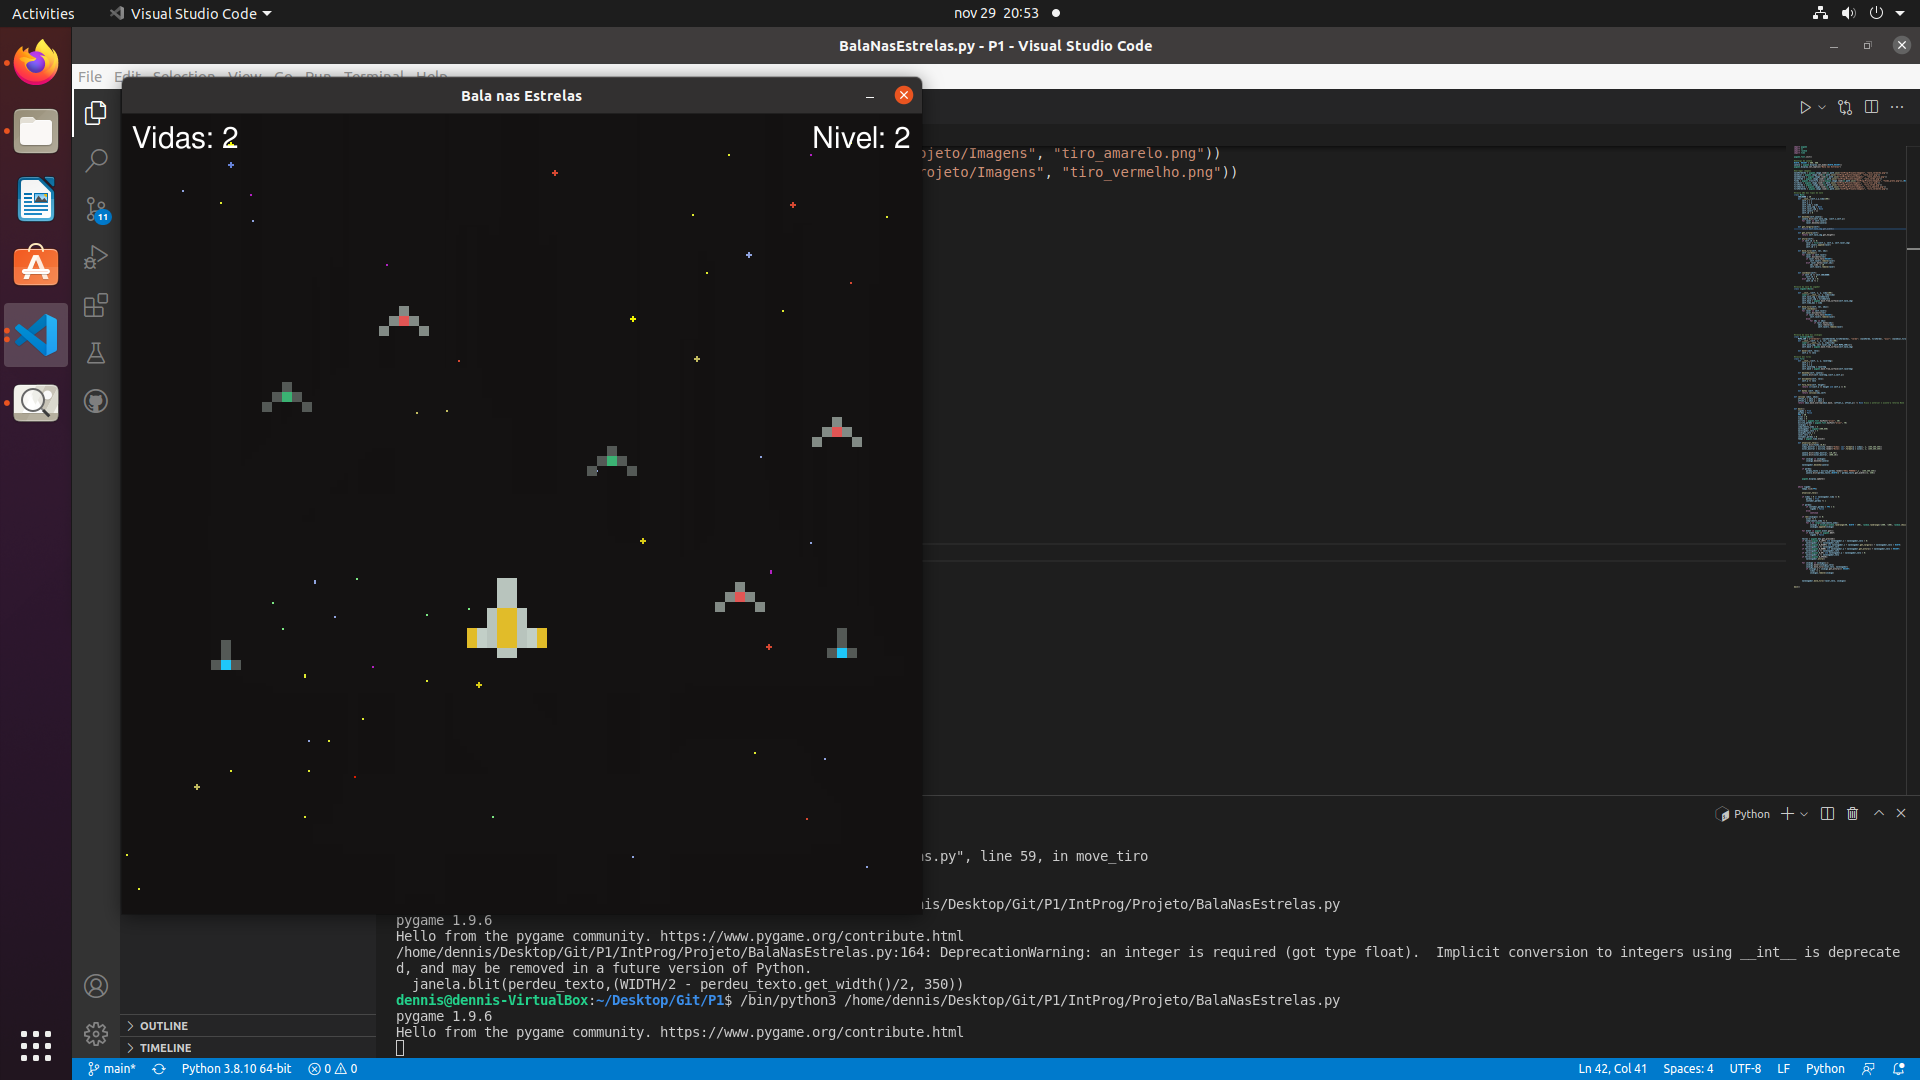 Activities
Visual Studio Code
nov 29 20:53
BalaNasEstrelas.py - P1 - Visual Studio Code
File Edit Selection View Go Run Terminal Help
Bala nas Estrelas
Vidas: 2
Nivel: 2
ojeto/Imagens", "tiro_amarelo.png"))
rojeto/Imagens", "tiro_vermelho.png"))
11
Python
s.py", line 59, in move_tiro
nis/Desktop/Git/P1/IntProg/Projeto/BalaNasEstrelas.py
pygame 1.9.6
Hello from the pygame community. https://www.pygame.org/contribute.html
/home/dennis/Desktop/Git/P1/IntProg/Projeto/BalaNasEstrelas.py:164: DeprecationWarning: an integer is required (got type float).  Implicit conversion to integers using __int__ is deprecate
d, and may be removed in a future version of Python.
janela.blit(perdeu_texto,(WIDTH/2 - perdeu_texto.get_width()/2, 350))
dennis@dennis-VirtualBox:~/Desktop/Git/P1$ /bin/python3 /home/dennis/Desktop/Git/P1/IntProg/Projeto/BalaNasEstrelas.py
pygame 1.9.6
Hello from the pygame community. https://www.pygame.org/contribute.html
OUTLINE
TIMELINE
main*
Python 3.8.10 64-bit
0
0
Ln 42, Col 41
Spaces: 4
UTF-8
LF
Python